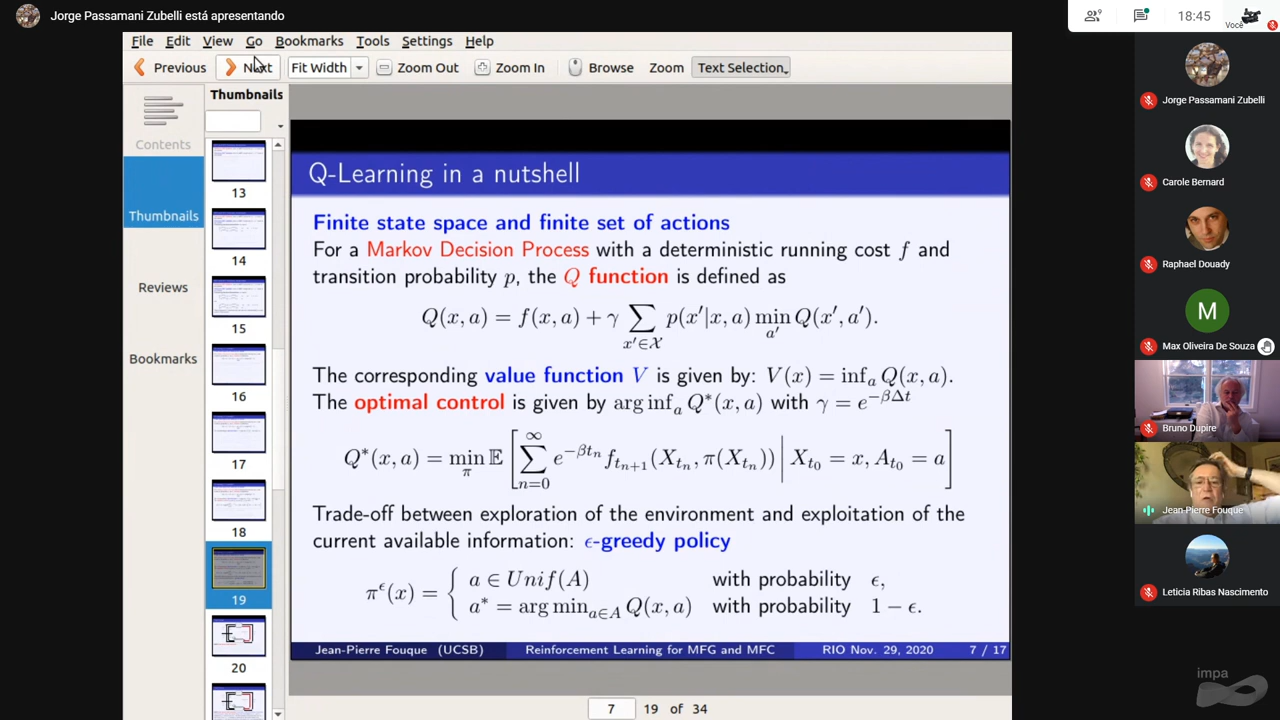 Jorge Passamani Zubelli está apresentando
9
18:45
Você
File Edit View Go Bookmarks Tools Settings Help
Previous Next Fit Width Zoom Out Zoom In Browse Zoom Text Selection
Contents
Thumbnails
Reviews
Bookmarks
Thumbnails
13
14
15
16
17
18
19
20
Q-Learning in a nutshell
Finite state space and finite set of actions
For a Markov Decision Process with a deterministic running cost f and
transition probability p, the Q function is defined as
Q(x, a) = f(x, a) + γ ∑_{x'∈𝒳} p(x'|x, a) min_{a'} Q(x', a').
The corresponding value function V is given by: V(x) = inf_a Q(x, a).
The optimal control is given by arg inf_a Q*(x, a) with γ = e^{−βΔt}
Q*(x, a) = min_π 𝔼 [ ∑_{n=0}^{∞} e^{−βt_n} f_{t_{n+1}}(X_{t_n}, π(X_{t_n})) | X_{t_0} = x, A_{t_0} = a ]
Trade-off between exploration of the environment and exploitation of the
current available information: ϵ-greedy policy
π^ϵ(x) = { a ∈ Unif(A) with probability ϵ,
a* = arg min_{a∈A} Q(x, a) with probability 1 − ϵ.
Jean-Pierre Fouque (UCSB) Reinforcement Learning for MFG and MFC RIO Nov. 29, 2020 7 / 17
7 19 of 34
Jorge Passamani Zubelli
Carole Bernard
Raphael Douady
M
Max Oliveira De Souza
Bruno Dupire
Jean-Pierre Fouque
Leticia Ribas Nascimento
impa